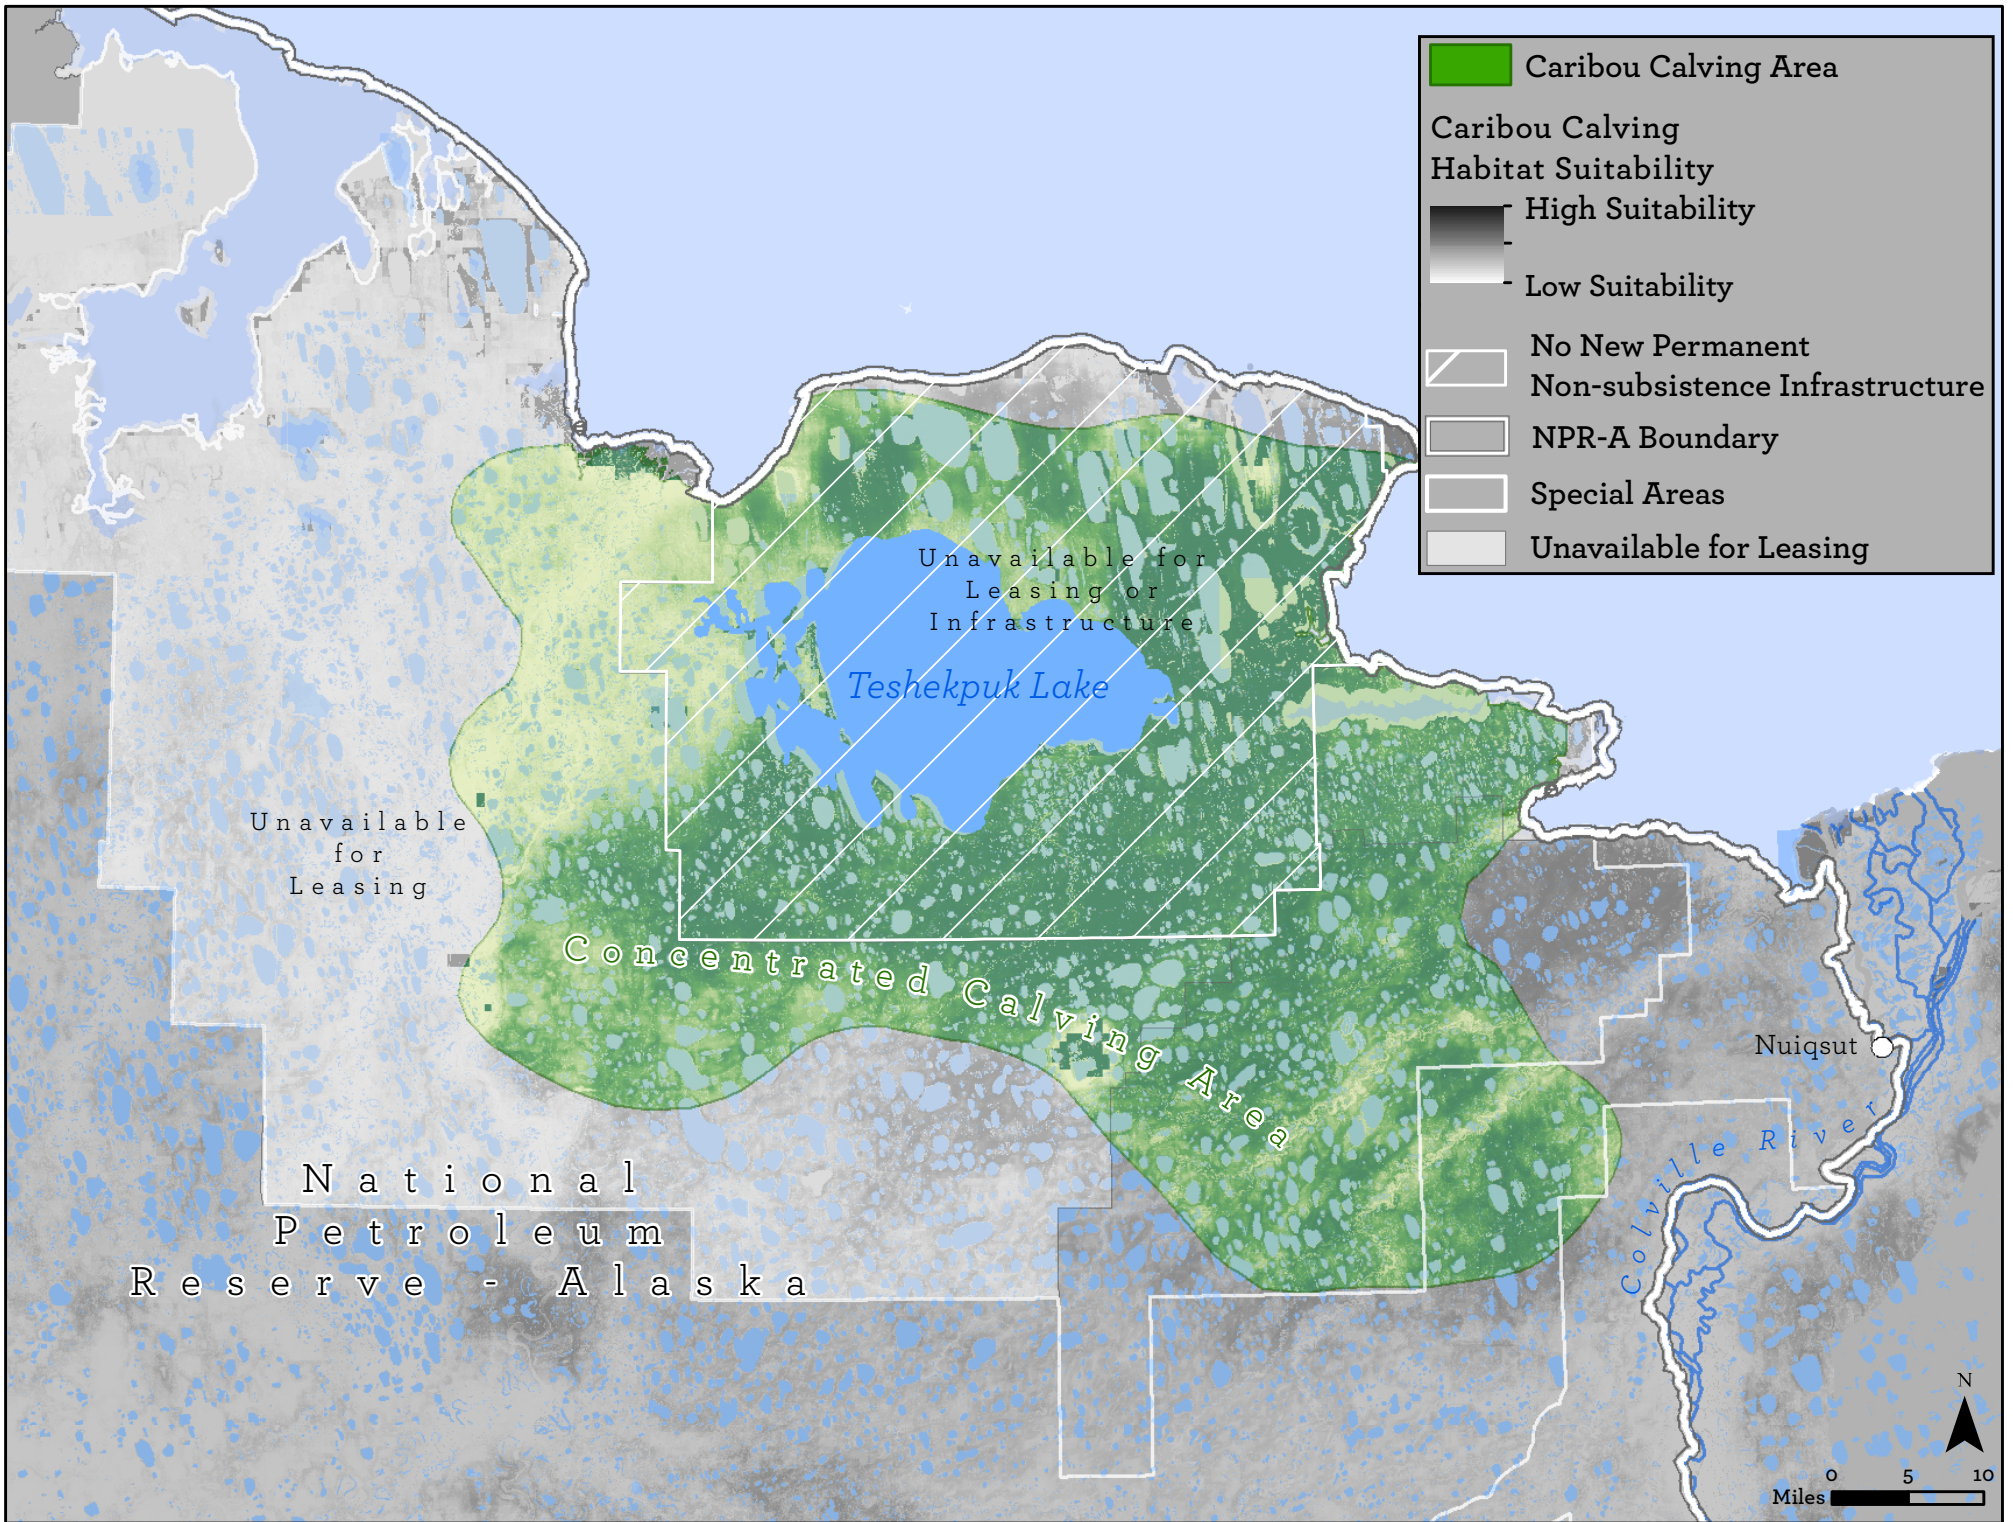 Caribou Calving Area
Caribou Calving
Habitat Suitability
High Suitability
Low Suitability
No New Permanent
Non-subsistence Infrastructure
NPR-A Boundary
Special Areas
Unavailable for Leasing
Unavailable for
Leasing or
Infrastructure
Teshekpuk Lake
Unavailable
for
Leasing
Concentrated Calving Area
Nuiqsut
Colville River
National
Petroleum
Reserve - Alaska
N
0 5 10
Miles